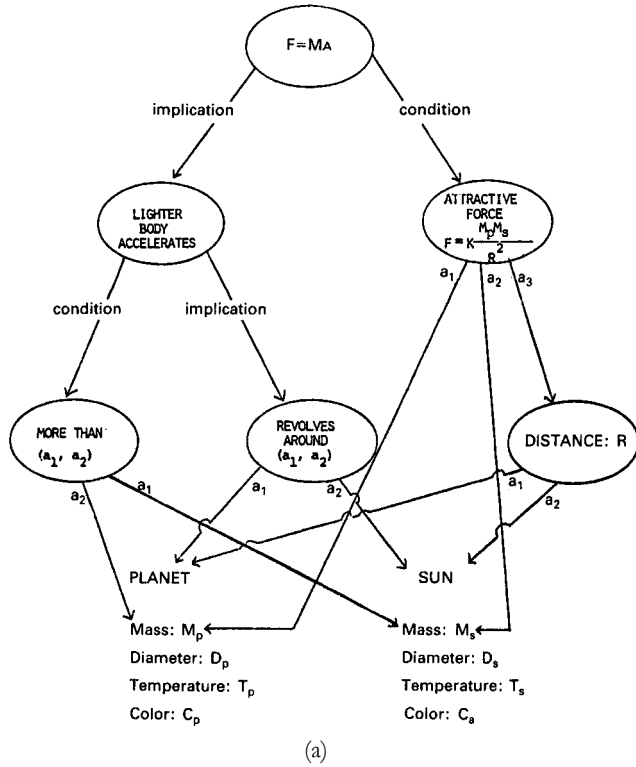 F=MA
implication
condition
LIGHTER
BODY
ACCELERATES
ATTRACTIVE
FORCE
F=K MpMs
R²
a₁ a₂ a₃
condition
implication
MORE THAN
(a₁, a₂)
REVOLVES
AROUND
(a₁, a₂)
DISTANCE: R
a₂ a₁
a₁ a₂
a₁ a₂
PLANET
SUN
Mass: Mp
Diameter: Dp
Temperature: Tp
Color: Cp
Mass: Ms
Diameter: Ds
Temperature: Ts
Color: Ca
(a)